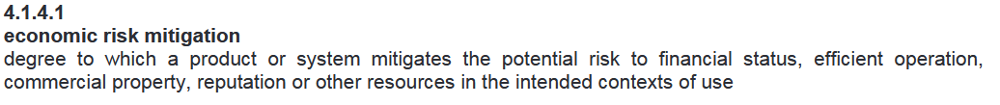 4.1.4.1
economic risk mitigation
degree to which a product or system mitigates the potential risk to financial status, efficient operation,
commercial property, reputation or other resources in the intended contexts of use